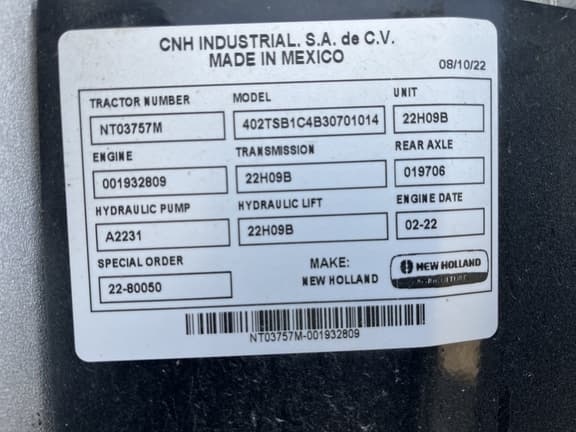 CNH INDUSTRIAL. S.A. de C.V.
MADE IN MEXICO
08/10/22
TRACTOR NUMBER MODEL UNIT
NT03757M 402TSB1C4B30701014 22H09B
ENGINE TRANSMISSION REAR AXLE
001932809 22H09B 019706
HYDRAULIC PUMP HYDRAULIC LIFT ENGINE DATE
A2231 22H09B 02-22
SPECIAL ORDER MAKE: NEW HOLLAND
22-80050 NEW HOLLAND AGRICULTURE
NT03757M-001932809